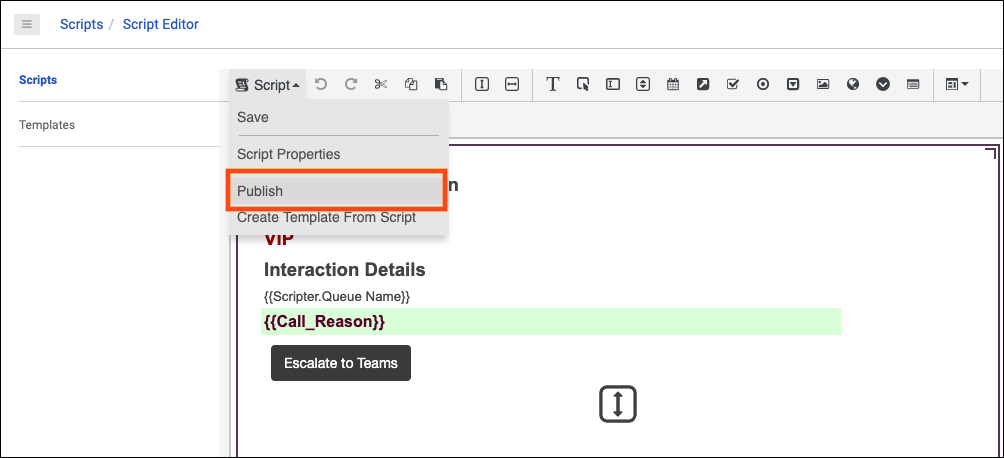 Scripts / Script Editor
Scripts
Templates
Script
Save
Script Properties
Publish
n
Create Template From Script
VIP
Interaction Details
{{Scripter.Queue Name}}
{{Call_Reason}}
Escalate to Teams